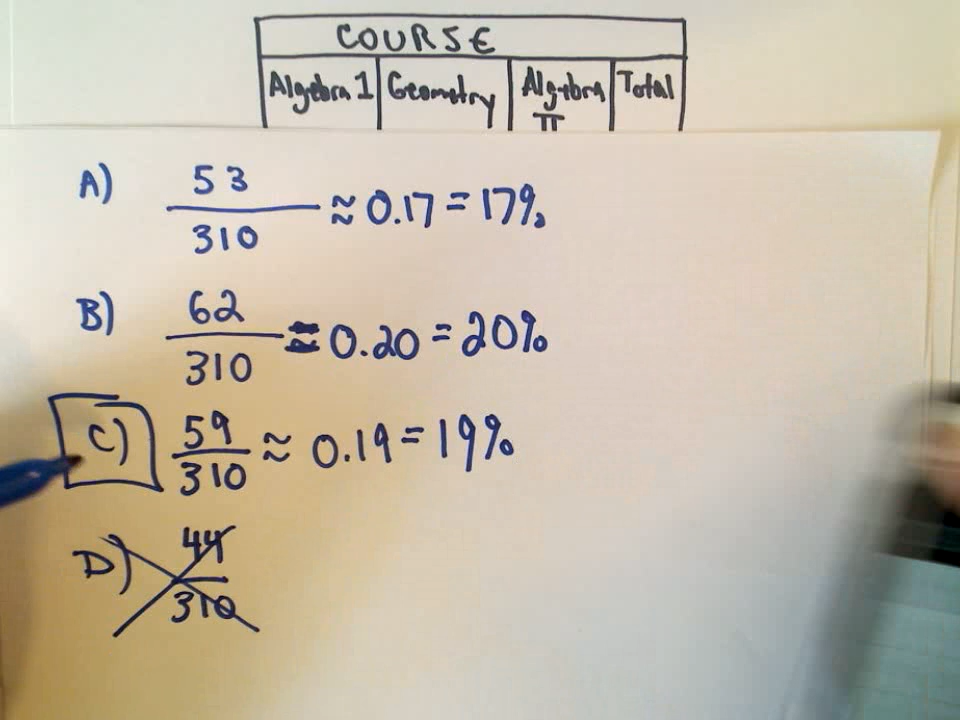 COURSE
Algebra 1 Geometry Algebra II Total
A) 53/310 ≈ 0.17 = 17%
B) 62/310 ≈ 0.20 = 20%
C) 59/310 ≈ 0.19 = 19%
D) 44/310